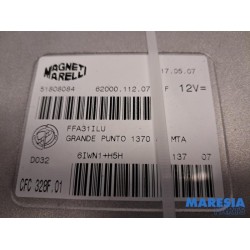 MAGNETI MARELLI
17.05.07
51808084 62000.112.07 F 12V=
FFA31ILU
GRANDE PUNTO 1370 MTA
D032 6IWN1+H5H 137 07
CFC 328F.01
MARESIA